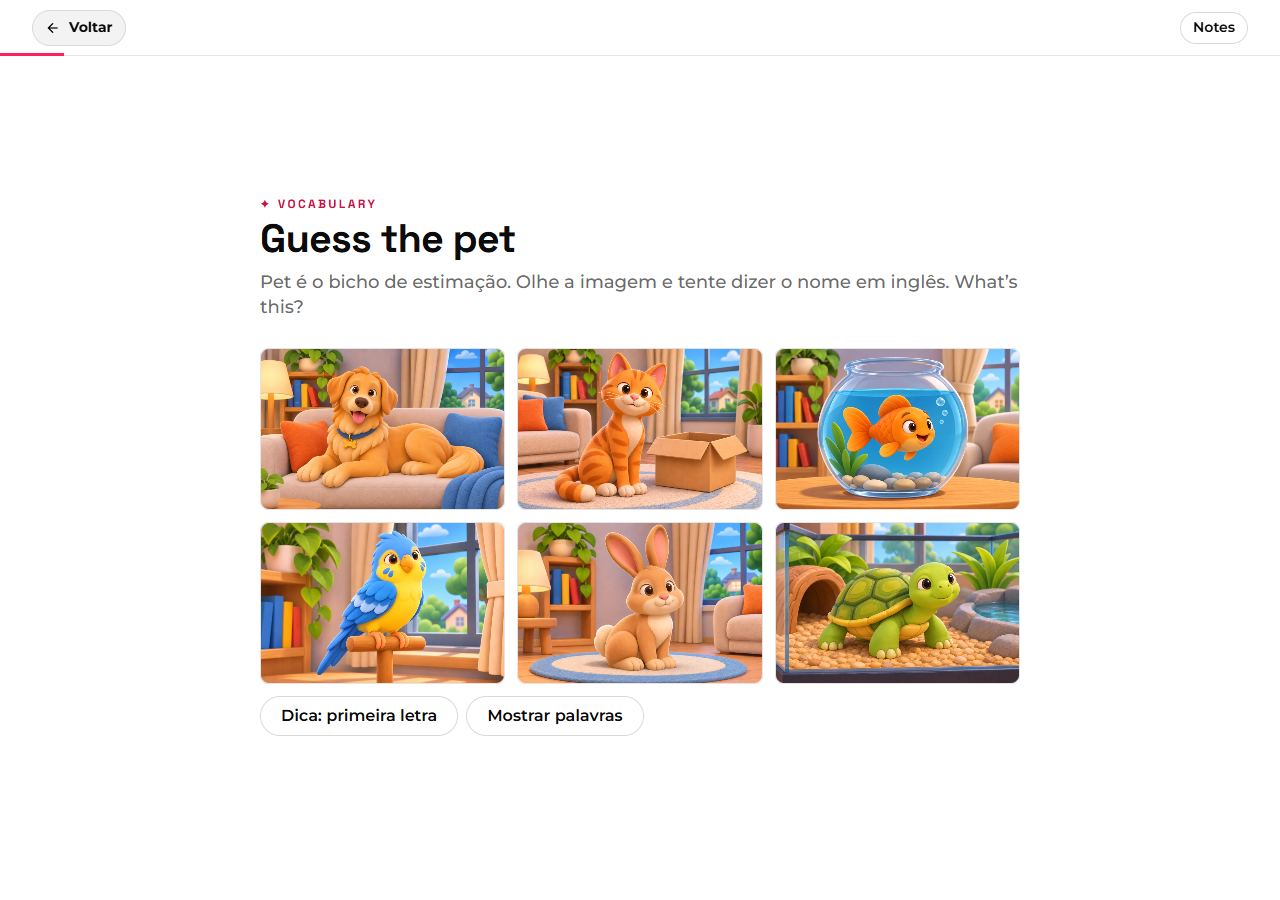 ← Voltar
Notes
✦ VOCABULARY
Guess the pet
Pet é o bicho de estimação. Olhe a imagem e tente dizer o nome em inglês. What’s
this?
Dica: primeira letra
Mostrar palavras